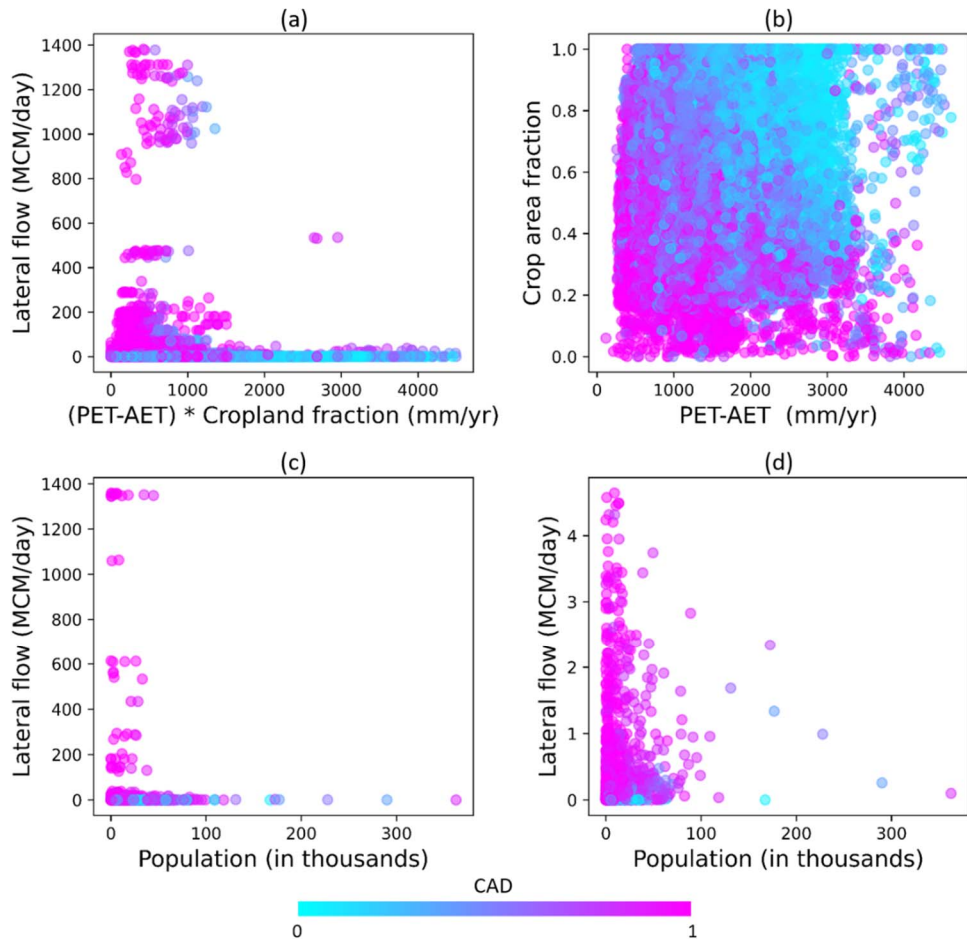 (a)
1400
1200
1000
800
600
400
200
0
Lateral flow (MCM/day)
0 1000 2000 3000 4000
(PET-AET) * Cropland fraction (mm/yr)
(b)
1.0
0.8
0.6
0.4
0.2
0.0
Crop area fraction
0 1000 2000 3000 4000
PET-AET (mm/yr)
(c)
1400
1200
1000
800
600
400
200
0
Lateral flow (MCM/day)
0 100 200 300
Population (in thousands)
(d)
4
3
2
1
0
Lateral flow (MCM/day)
0 100 200 300
Population (in thousands)
CAD
0 1